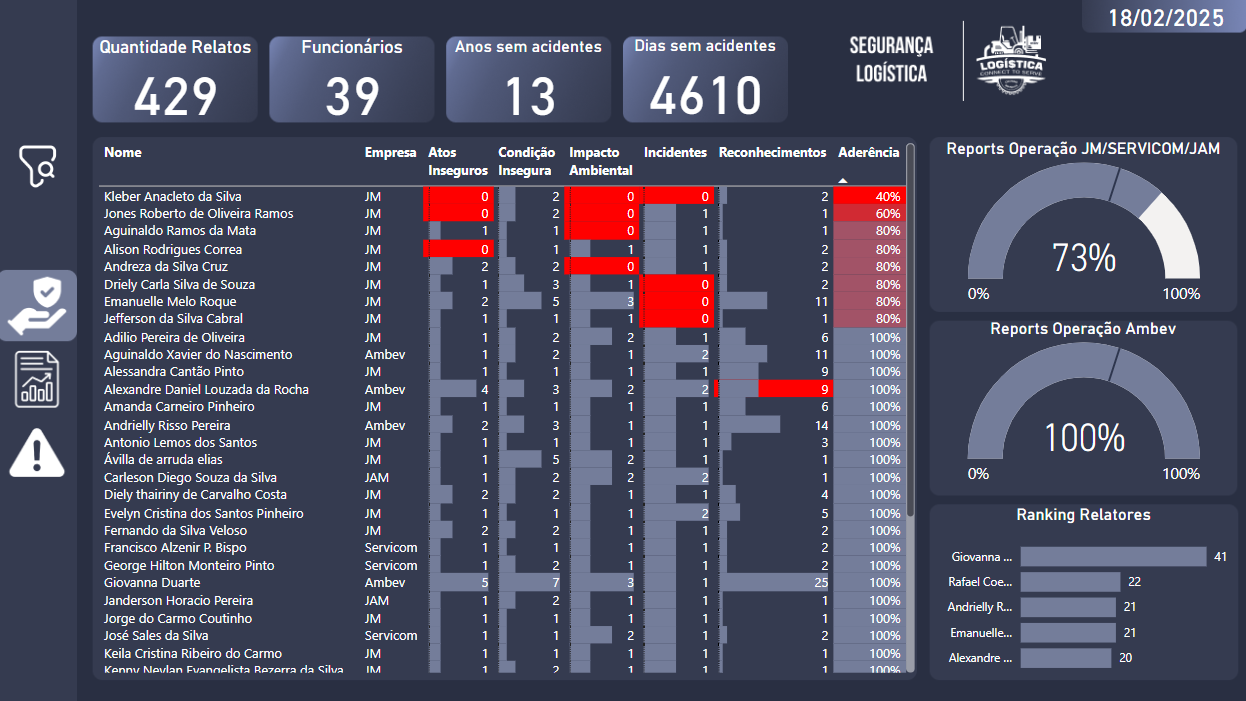 18/02/2025
Quantidade Relatos
429
Funcionários
39
Anos sem acidentes
13
Dias sem acidentes
4610
SEGURANÇA
LOGÍSTICA
LOGÍSTICA
CONNECT TO SERVE
Nome Empresa Atos Inseguros Condição Insegura Impacto Ambiental Incidentes Reconhecimentos Aderência
Kleber Anacleto da Silva JM 0 2 0 0 2 40%
Jones Roberto de Oliveira Ramos JM 0 2 0 1 1 60%
Aguinaldo Ramos da Mata JM 1 1 0 1 1 80%
Alison Rodrigues Correa JM 0 1 1 1 2 80%
Andreza da Silva Cruz JM 2 2 0 1 2 80%
Driely Carla Silva de Souza JM 1 3 1 0 2 80%
Emanuelle Melo Roque JM 2 5 3 0 11 80%
Jefferson da Silva Cabral JM 1 1 1 0 1 80%
Adilio Pereira de Oliveira JM 1 2 2 1 6 100%
Aguinaldo Xavier do Nascimento Ambev 1 2 1 2 11 100%
Alessandra Cantão Pinto JM 1 1 1 1 9 100%
Alexandre Daniel Louzada da Rocha Ambev 4 3 2 2 9 100%
Amanda Carneiro Pinheiro JM 1 1 1 1 6 100%
Andrielly Risso Pereira Ambev 2 3 1 1 14 100%
Antonio Lemos dos Santos JM 1 1 1 1 3 100%
Ávilla de arruda elias JM 1 5 2 1 1 100%
Carleson Diego Souza da Silva JAM 1 2 2 2 1 100%
Diely thairiny de Carvalho Costa JM 2 2 1 1 4 100%
Evelyn Cristina dos Santos Pinheiro JM 1 1 1 2 5 100%
Fernando da Silva Veloso JM 2 2 1 1 2 100%
Francisco Alzenir P. Bispo Servicom 1 1 1 1 2 100%
George Hilton Monteiro Pinto Servicom 1 2 1 1 2 100%
Giovanna Duarte Ambev 5 7 3 1 25 100%
Janderson Horacio Pereira JAM 1 2 1 1 1 100%
Jorge do Carmo Coutinho JM 1 1 1 1 1 100%
José Sales da Silva Servicom 1 1 2 1 2 100%
Keila Cristina Ribeiro do Carmo JM 1 1 1 1 1 100%
Kenny Neylan Evangelista Bezerra da Silva JM 1 2 1 1 1 100%
Reports Operação JM/SERVICOM/JAM
73%
0% 100%
Reports Operação Ambev
100%
0% 100%
Ranking Relatores
Giovanna ... 41
Rafael Coe... 22
Andrielly R... 21
Emanuelle... 21
Alexandre ... 20